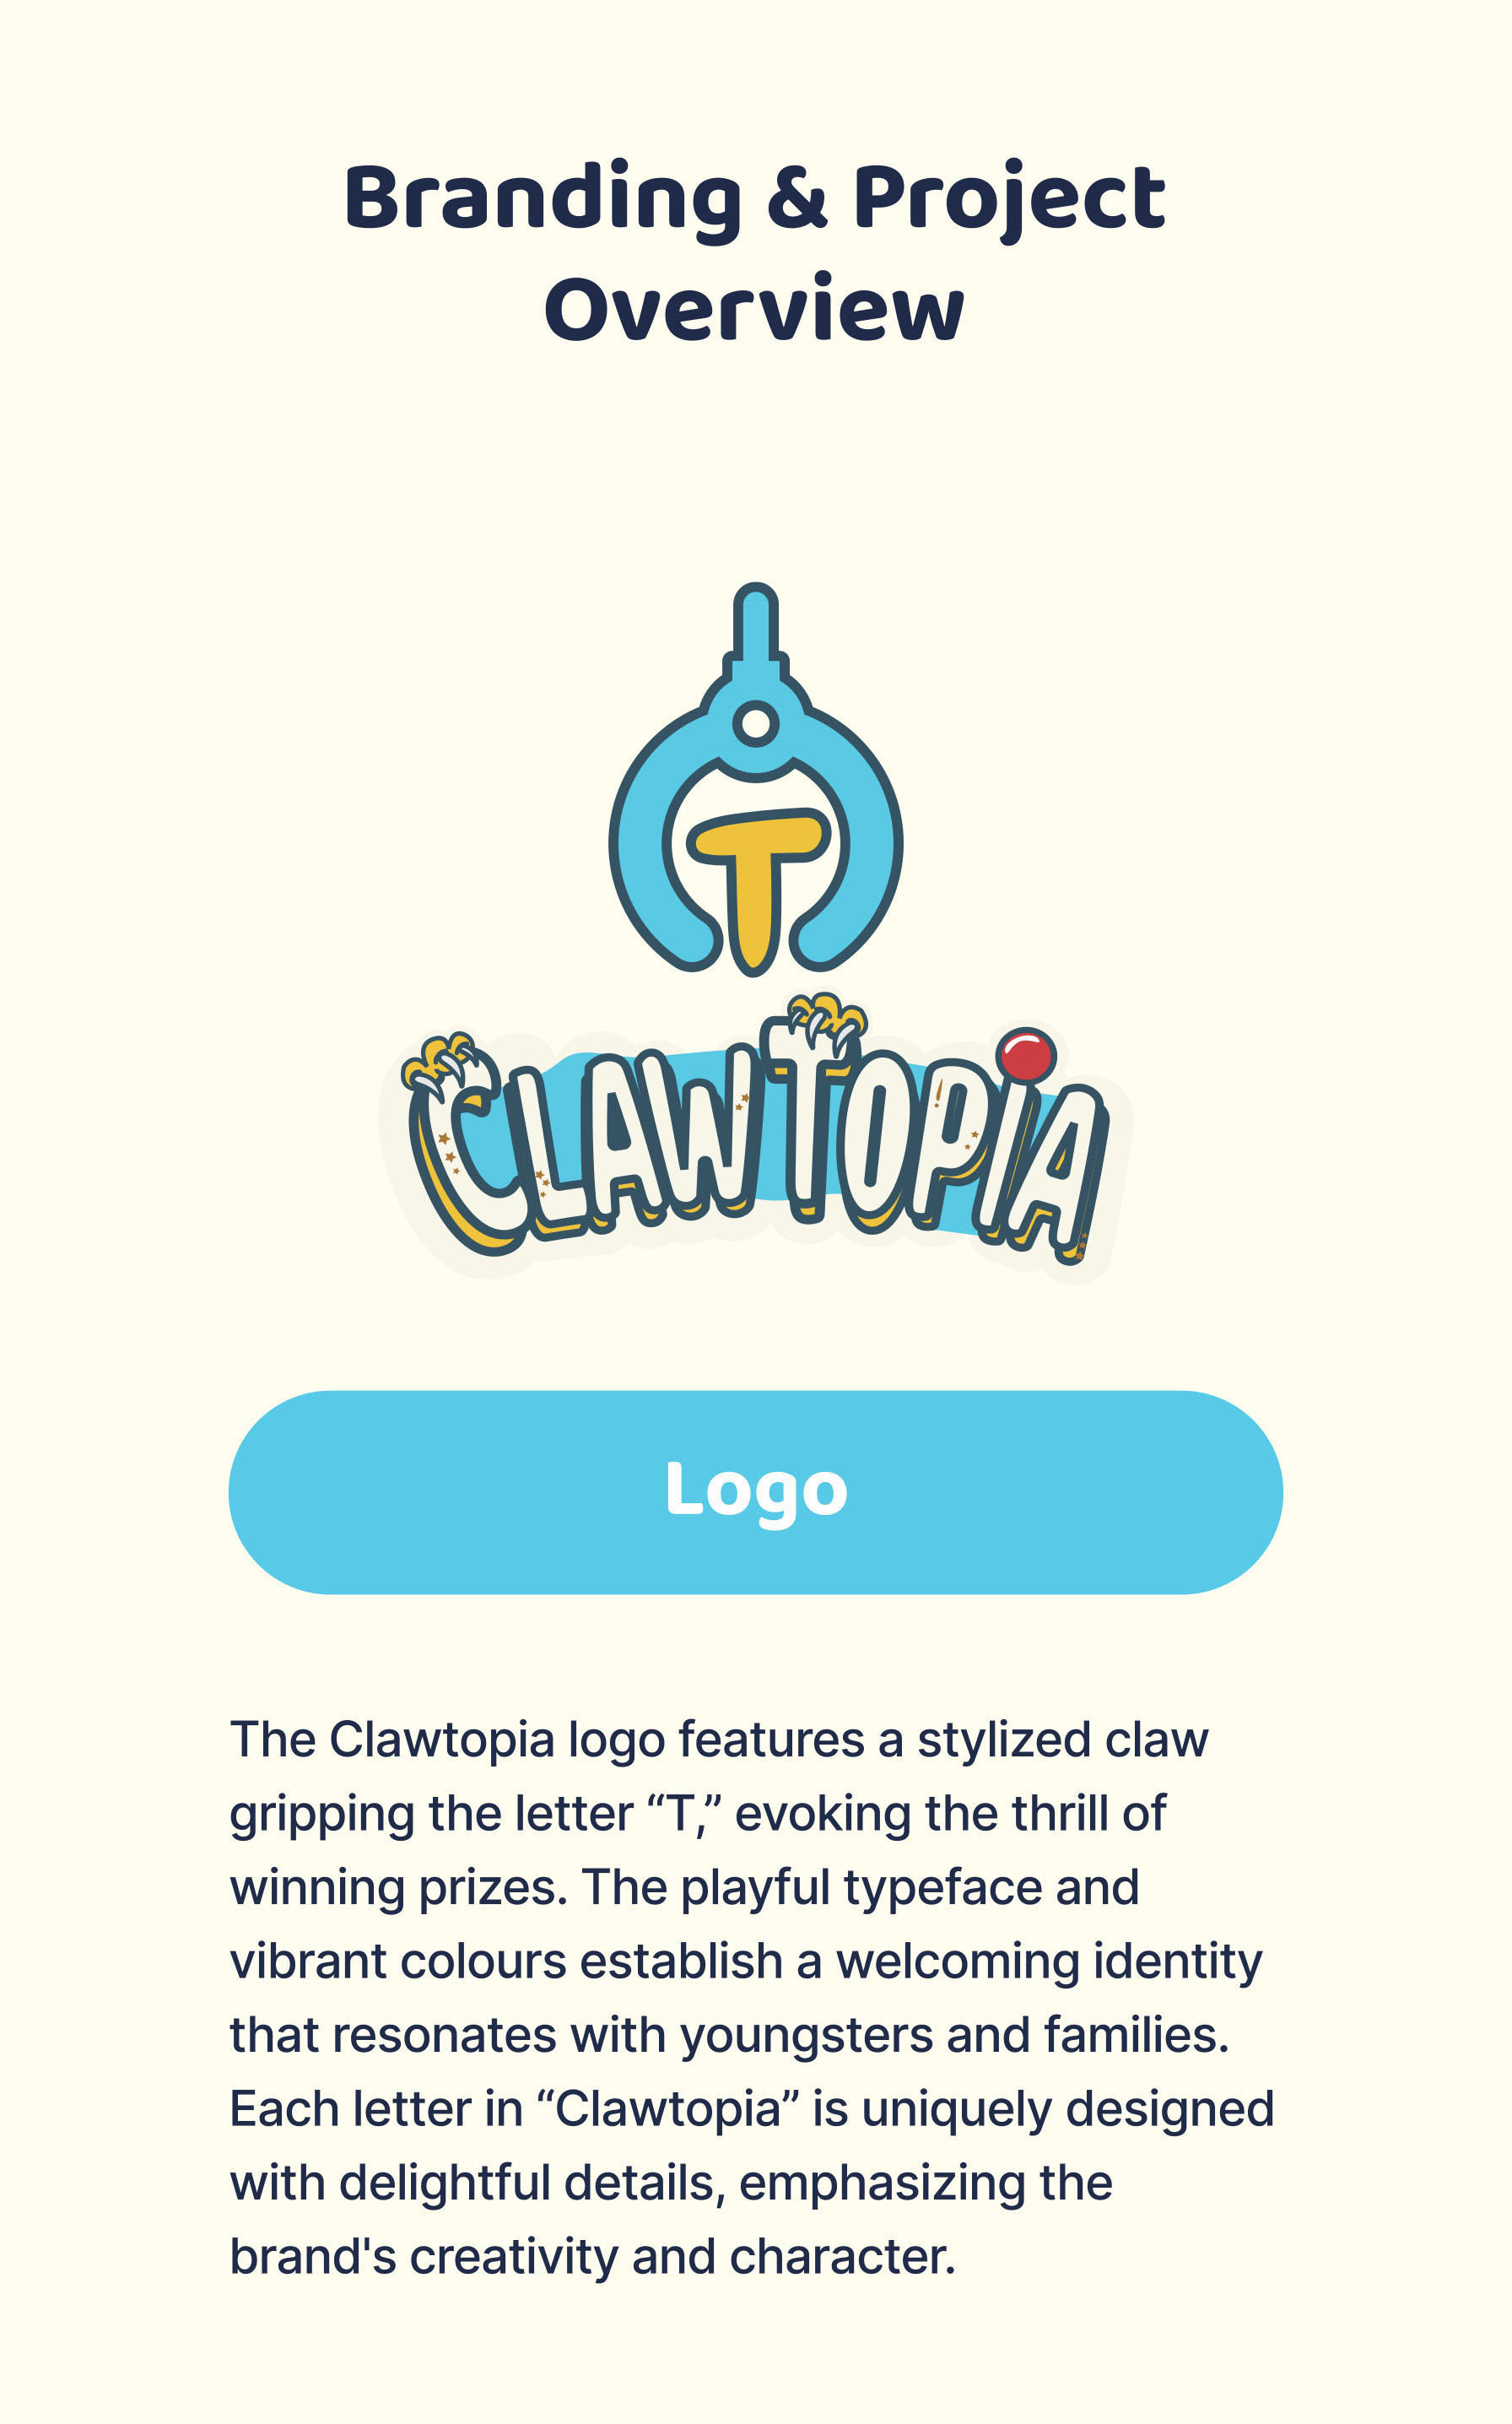 Branding & Project
Overview
T
CLAWTOPIA
Logo
The Clawtopia logo features a stylized claw
gripping the letter “T,” evoking the thrill of
winning prizes. The playful typeface and
vibrant colours establish a welcoming identity
that resonates with youngsters and families.
Each letter in “Clawtopia” is uniquely designed
with delightful details, emphasizing the
brand's creativity and character.